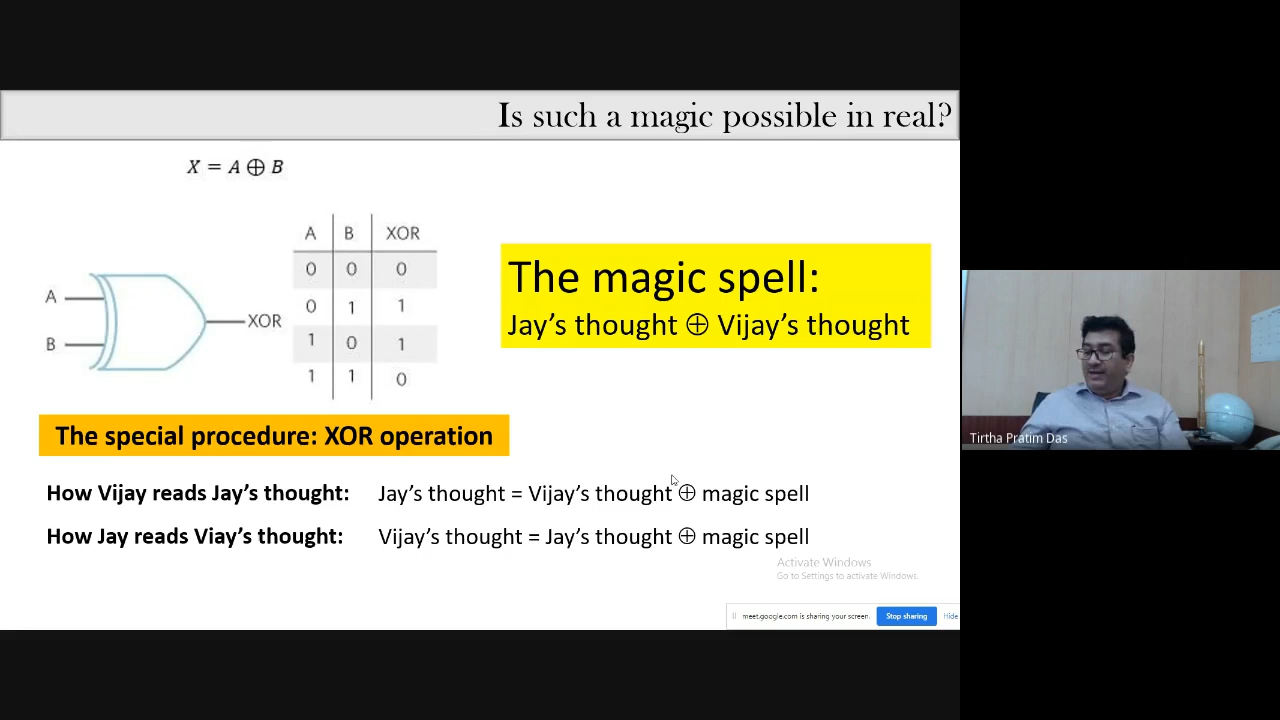 Is such a magic possible in real?
X = A ⊕ B
A B XOR
0 0 0
0 1 1
1 0 1
1 1 0
A
B
XOR
The magic spell:
Jay's thought ⊕ Vijay's thought
The special procedure: XOR operation
How Vijay reads Jay's thought: Jay's thought = Vijay's thought ⊕ magic spell
How Jay reads Viay's thought: Vijay's thought = Jay's thought ⊕ magic spell
Activate Windows
Go to Settings to activate Windows.
meet.google.com is sharing your screen. Stop sharing Hide
Tirtha Pratim Das